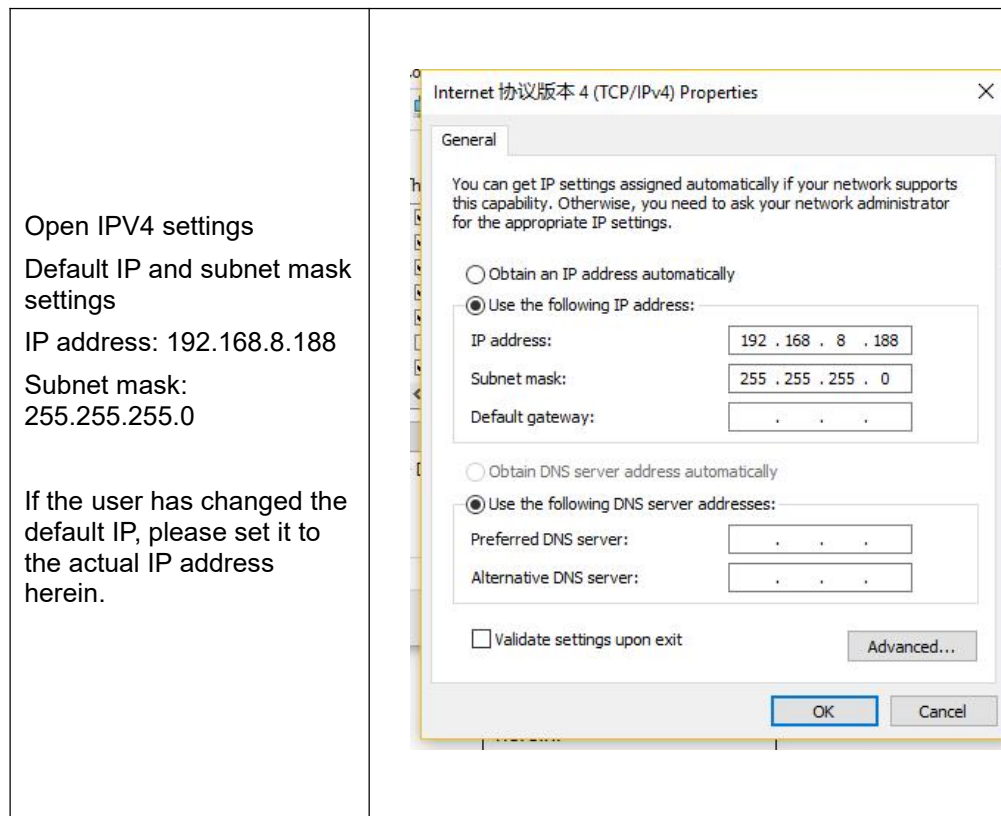 Open IPV4 settings
Default IP and subnet mask
settings
IP address: 192.168.8.188
Subnet mask:
255.255.255.0
If the user has changed the
default IP, please set it to
the actual IP address
herein.
Internet 协议版本 4 (TCP/IPv4) Properties
General
You can get IP settings assigned automatically if your network supports
this capability. Otherwise, you need to ask your network administrator
for the appropriate IP settings.
Obtain an IP address automatically
Use the following IP address:
IP address: 192 . 168 . 8 . 188
Subnet mask: 255 . 255 . 255 . 0
Default gateway: . . .
Obtain DNS server address automatically
Use the following DNS server addresses:
Preferred DNS server: . . .
Alternative DNS server: . . .
Validate settings upon exit
Advanced...
OK Cancel